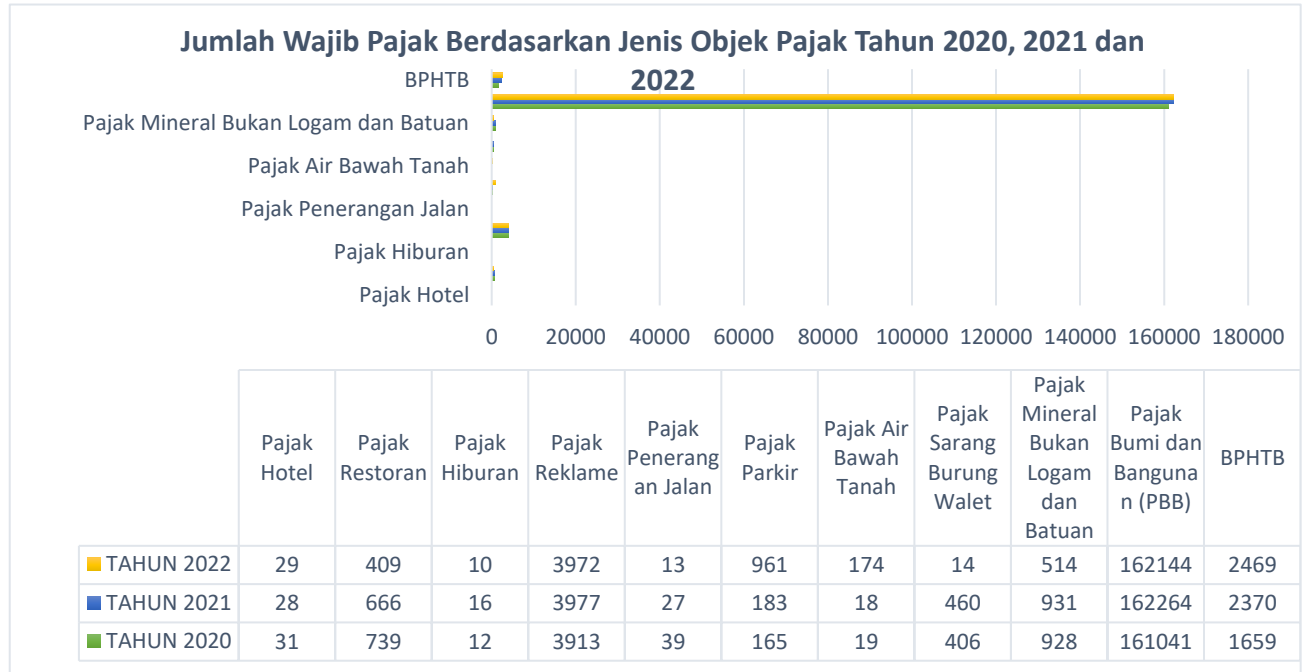 Jumlah Wajib Pajak Berdasarkan Jenis Objek Pajak Tahun 2020, 2021 dan
2022
BPHTB
Pajak Mineral Bukan Logam dan Batuan
Pajak Air Bawah Tanah
Pajak Penerangan Jalan
Pajak Hiburan
Pajak Hotel
0 20000 40000 60000 80000 100000 120000 140000 160000 180000
Pajak
Hotel
Pajak
Restoran
Pajak
Hiburan
Pajak
Reklame
Pajak
Penerang
an Jalan
Pajak
Parkir
Pajak Air
Bawah
Tanah
Pajak
Sarang
Burung
Walet
Pajak
Mineral
Bukan
Logam
dan
Batuan
Pajak
Bumi dan
Banguna
n (PBB)
BPHTB
TAHUN 2022 29 409 10 3972 13 961 174 14 514 162144 2469
TAHUN 2021 28 666 16 3977 27 183 18 460 931 162264 2370
TAHUN 2020 31 739 12 3913 39 165 19 406 928 161041 1659